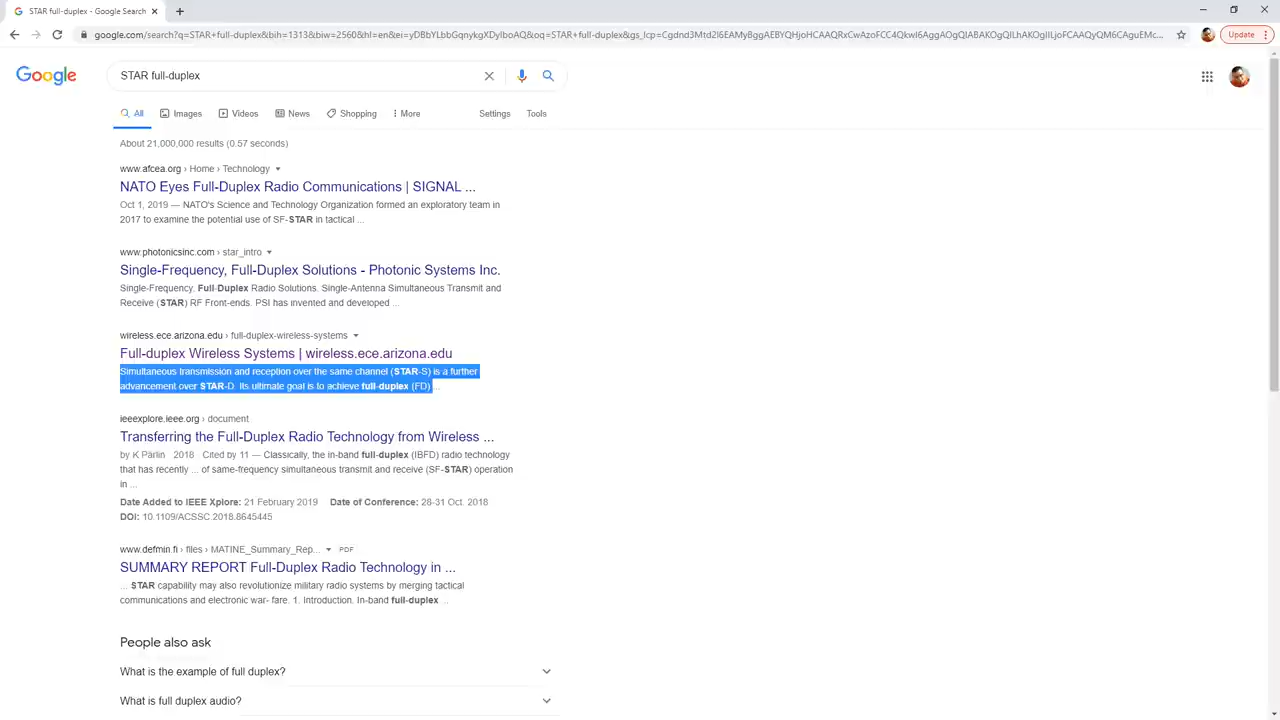 STAR full-duplex - Google Search
Update
Google
STAR full-duplex
All Images Videos News Shopping More Settings Tools
About 21,000,000 results (0.57 seconds)
www.afcea.org › Home › Technology
NATO Eyes Full-Duplex Radio Communications | SIGNAL ...
Oct 1, 2019 — NATO's Science and Technology Organization formed an exploratory team in
2017 to examine the potential use of SF-STAR in tactical ...
www.photonicsinc.com › star_intro
Single-Frequency, Full-Duplex Solutions - Photonic Systems Inc.
Single-Frequency. Full-Duplex Radio Solutions. Single-Antenna Simultaneous Transmit and
Receive (STAR) RF Front-ends. PSI has invented and developed ...
wireless.ece.arizona.edu › full-duplex-wireless-systems
Full-duplex Wireless Systems | wireless.ece.arizona.edu
Simultaneous transmission and reception over the same channel (STAR-S) is a further
advancement over STAR-D. Its ultimate goal is to achieve full-duplex (FD) ...
ieeexplore.ieee.org › document
Transferring the Full-Duplex Radio Technology from Wireless ...
by K Pärlin 2018 Cited by 11 — Classically, the in-band full-duplex (IBFD) radio technology
that has recently ... of same-frequency simultaneous transmit and receive (SF-STAR) operation
in ...
Date Added to IEEE Xplore: 21 February 2019 Date of Conference: 28-31 Oct. 2018
DOI: 10.1109/ACSSC.2018.8645445
www.defmin.fi › files › MATINE_Summary_Rep... PDF
SUMMARY REPORT Full-Duplex Radio Technology in ...
... STAR capability may also revolutionize military radio systems by merging tactical
communications and electronic war- fare. 1. Introduction. In-band full-duplex ..
People also ask
What is the example of full duplex?
What is full duplex audio?